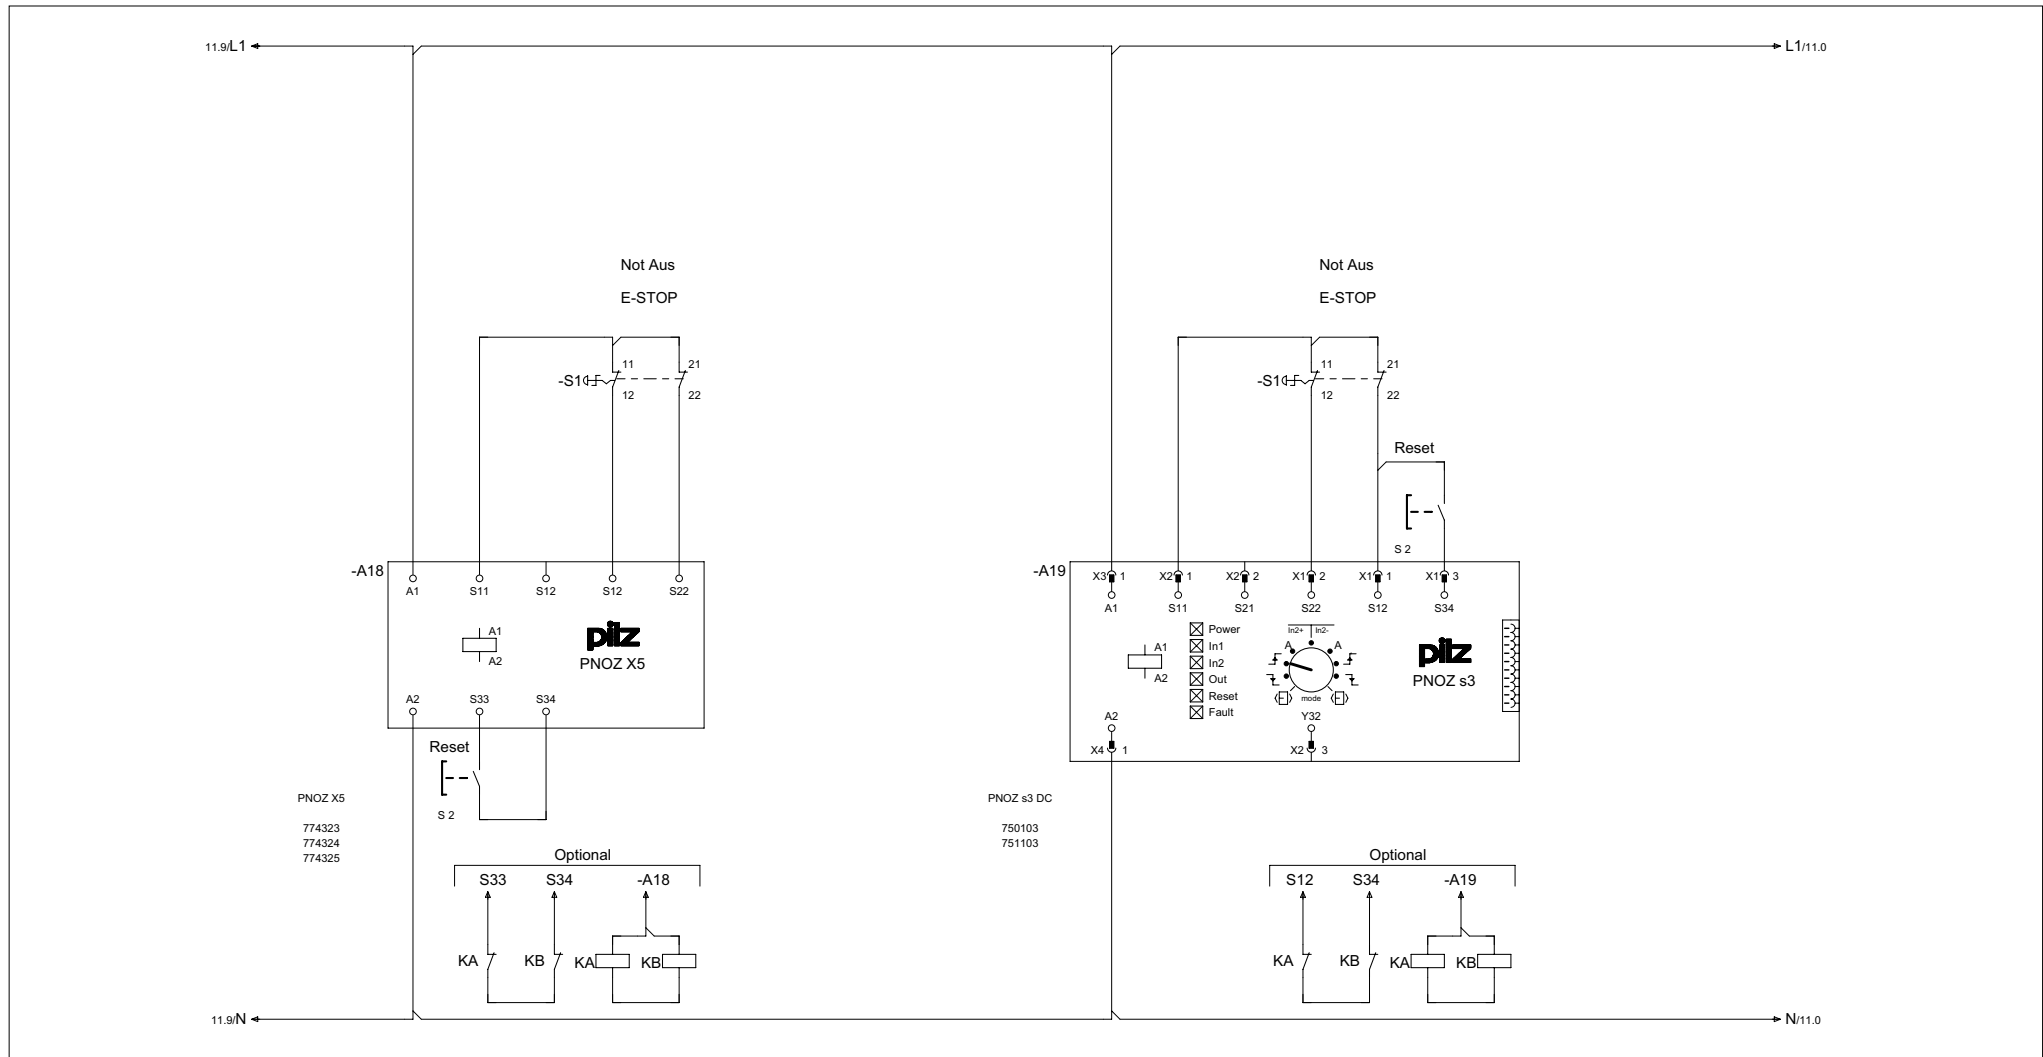 11.9/L1
L1/11.0
Not Aus
E-STOP
-S1
11
12
21
22
-A18
A1
S11
S12
S12
S22
A1
A2
pilz
PNOZ X5
A2
S33
S34
Reset
S 2
PNOZ X5
774323
774324
774325
Optional
S33
S34
-A18
KA
KB
KA
KB
11.9/N
Not Aus
E-STOP
-S1
11
12
21
22
Reset
S 2
-A19
X3 1
X2 1
X2 2
X1 2
X1 1
X1 3
A1
S11
S21
S22
S12
S34
A1
A2
Power
In1
In2
Out
Reset
Fault
In2+
In2-
A
A
mode
pilz
PNOZ s3
A2
Y32
X4 1
X2 3
PNOZ s3 DC
750103
751103
Optional
S12
S34
-A19
KA
KB
KA
KB
N/11.0